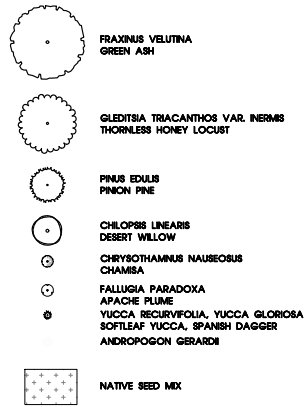 FRAXINUS VELUTINA
GREEN ASH
GLEDITSIA TRIACANTHOS VAR. INERMIS
THORNLESS HONEY LOCUST
PINUS EDULIS
PINION PINE
CHILOPSIS LINEARIS
DESERT WILLOW
CHRYSOTHAMNUS NAUSEOSUS
CHAMISA
FALLUGIA PARADOXA
APACHE PLUME
YUCCA RECURVIFOLIA, YUCCA GLORIOSA
SOFTLEAF YUCCA, SPANISH DAGGER
ANDROPOGON GERARDII
NATIVE SEED MIX